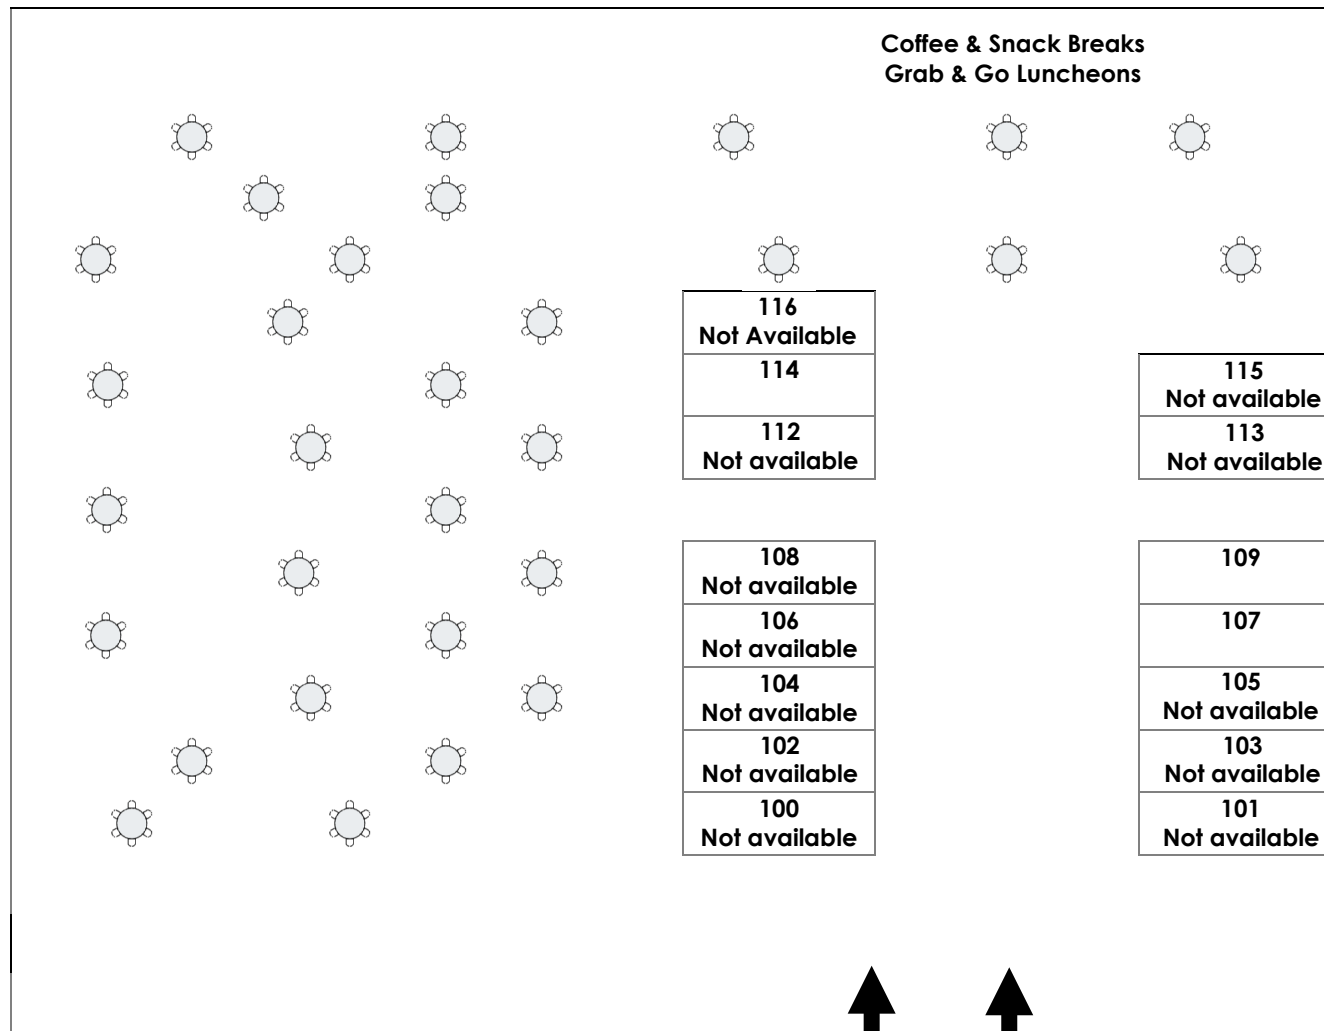 Coffee & Snack Breaks
Grab & Go Luncheons
116
Not Available
114
112
Not available
115
Not available
113
Not available
108
Not available
106
Not available
104
Not available
102
Not available
100
Not available
109
107
105
Not available
103
Not available
101
Not available